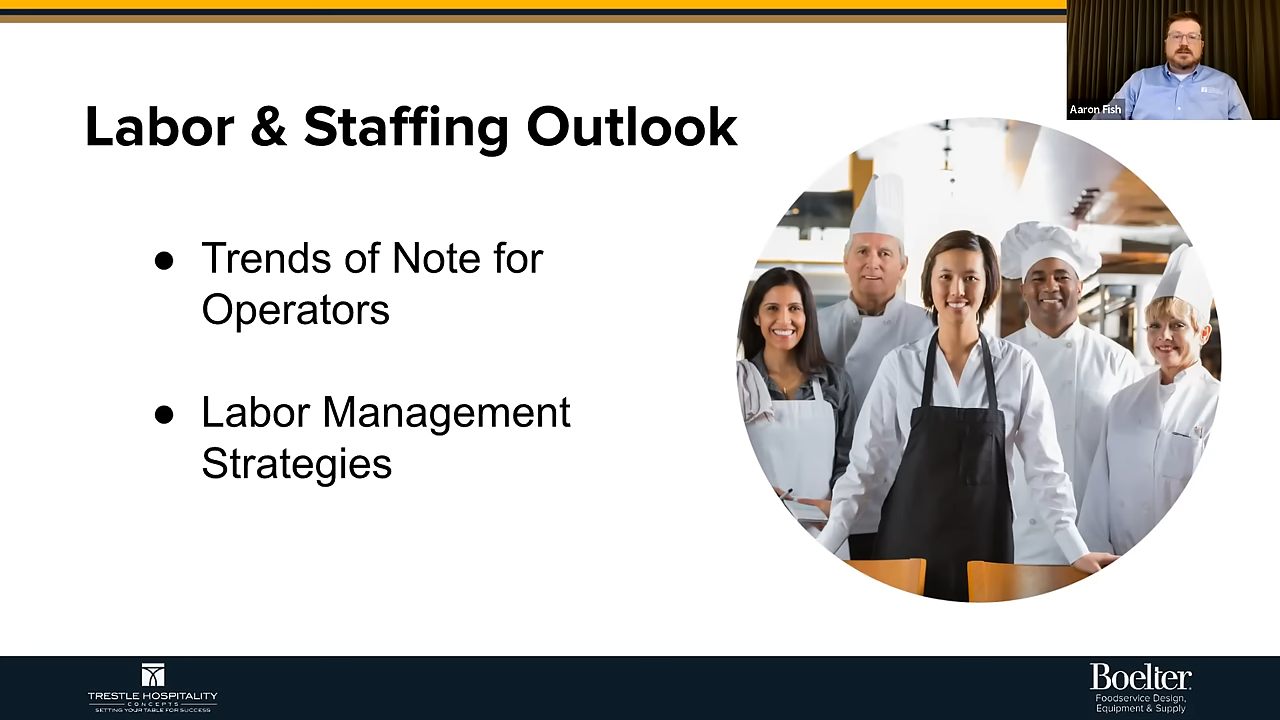 Aaron Fish
Labor & Staffing Outlook
● Trends of Note for
Operators
● Labor Management
Strategies
TRESTLE HOSPITALITY
CONCEPTS
SETTING YOUR TABLE FOR SUCCESS
Boelter.
Foodservice Design,
Equipment & Supply